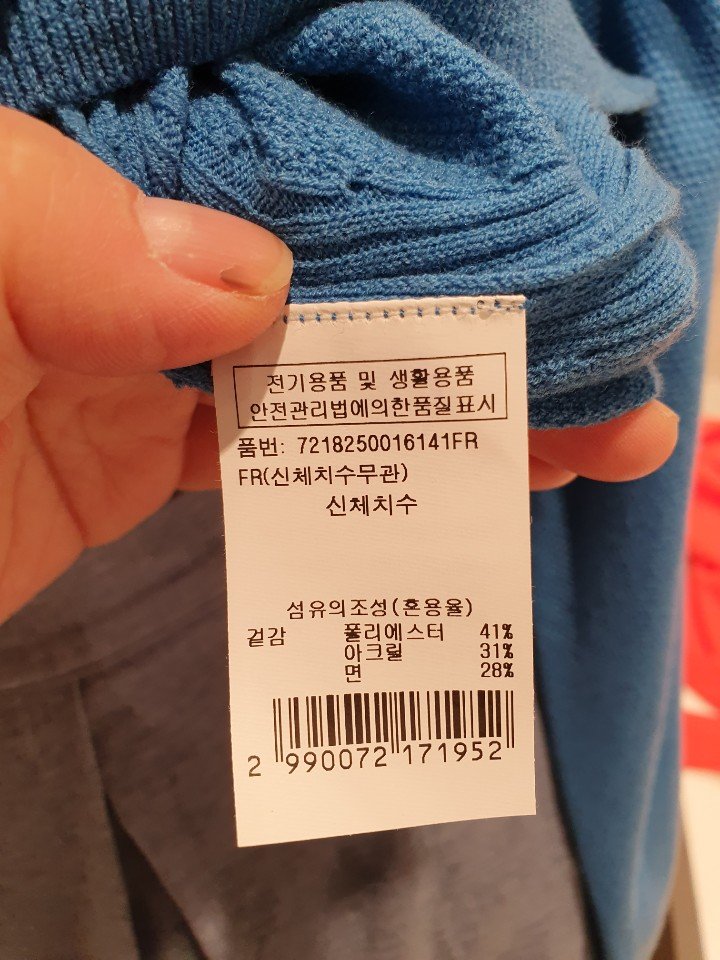 전기용품 및 생활용품
안전관리법에의한품질표시
품번: 7218250016141FR
FR(신체치수무관)
신체치수
섬유의조성(혼용율)
겉감 폴리에스터 41%
아크릴 31%
면 28%
2 990072 171952